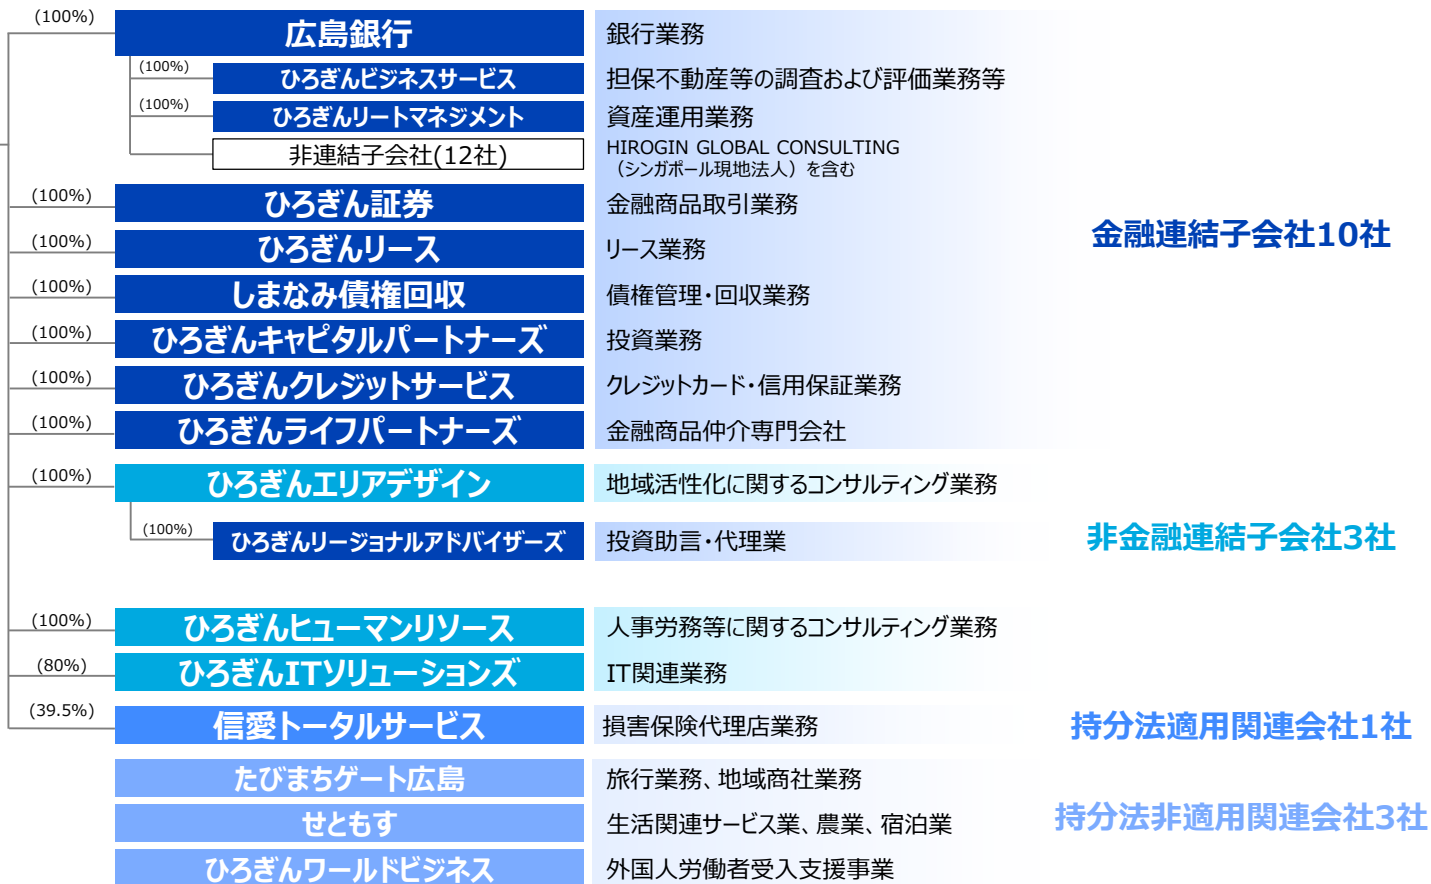 (100%)
広島銀行
銀行業務
(100%)
ひろぎんビジネスサービス
担保不動産等の調査および評価業務等
(100%)
ひろぎんリートマネジメント
資産運用業務
非連結子会社(12社)
HIROGIN GLOBAL CONSULTING
（シンガポール現地法人）を含む
(100%)
ひろぎん証券
金融商品取引業務
(100%)
ひろぎんリース
リース業務
金融連結子会社10社
(100%)
しまなみ債権回収
債権管理・回収業務
(100%)
ひろぎんキャピタルパートナーズ
投資業務
(100%)
ひろぎんクレジットサービス
クレジットカード・信用保証業務
(100%)
ひろぎんライフパートナーズ
金融商品仲介専門会社
(100%)
ひろぎんエリアデザイン
地域活性化に関するコンサルティング業務
(100%)
ひろぎんリージョナルアドバイザーズ
投資助言・代理業
非金融連結子会社3社
(100%)
ひろぎんヒューマンリソース
人事労務等に関するコンサルティング業務
(80%)
ひろぎんITソリューションズ
IT関連業務
(39.5%)
信愛トータルサービス
損害保険代理店業務
持分法適用関連会社1社
たびまちゲート広島
旅行業務、地域商社業務
せともす
生活関連サービス業、農業、宿泊業
持分法非適用関連会社3社
ひろぎんワールドビジネス
外国人労働者受入支援事業